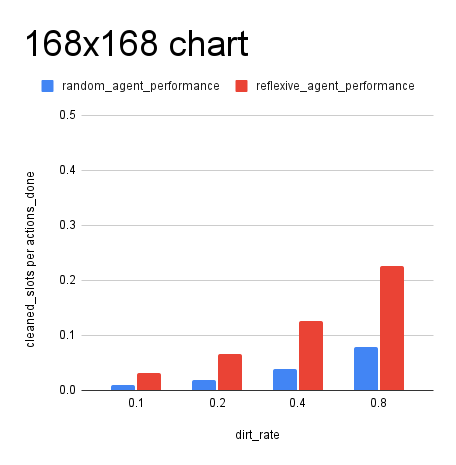 168x168 chart
random_agent_performance reflexive_agent_performance
0.5
0.4
0.3
0.2
0.1
0.0
cleaned_slots per actions_done
0.1 0.2 0.4 0.8
dirt_rate